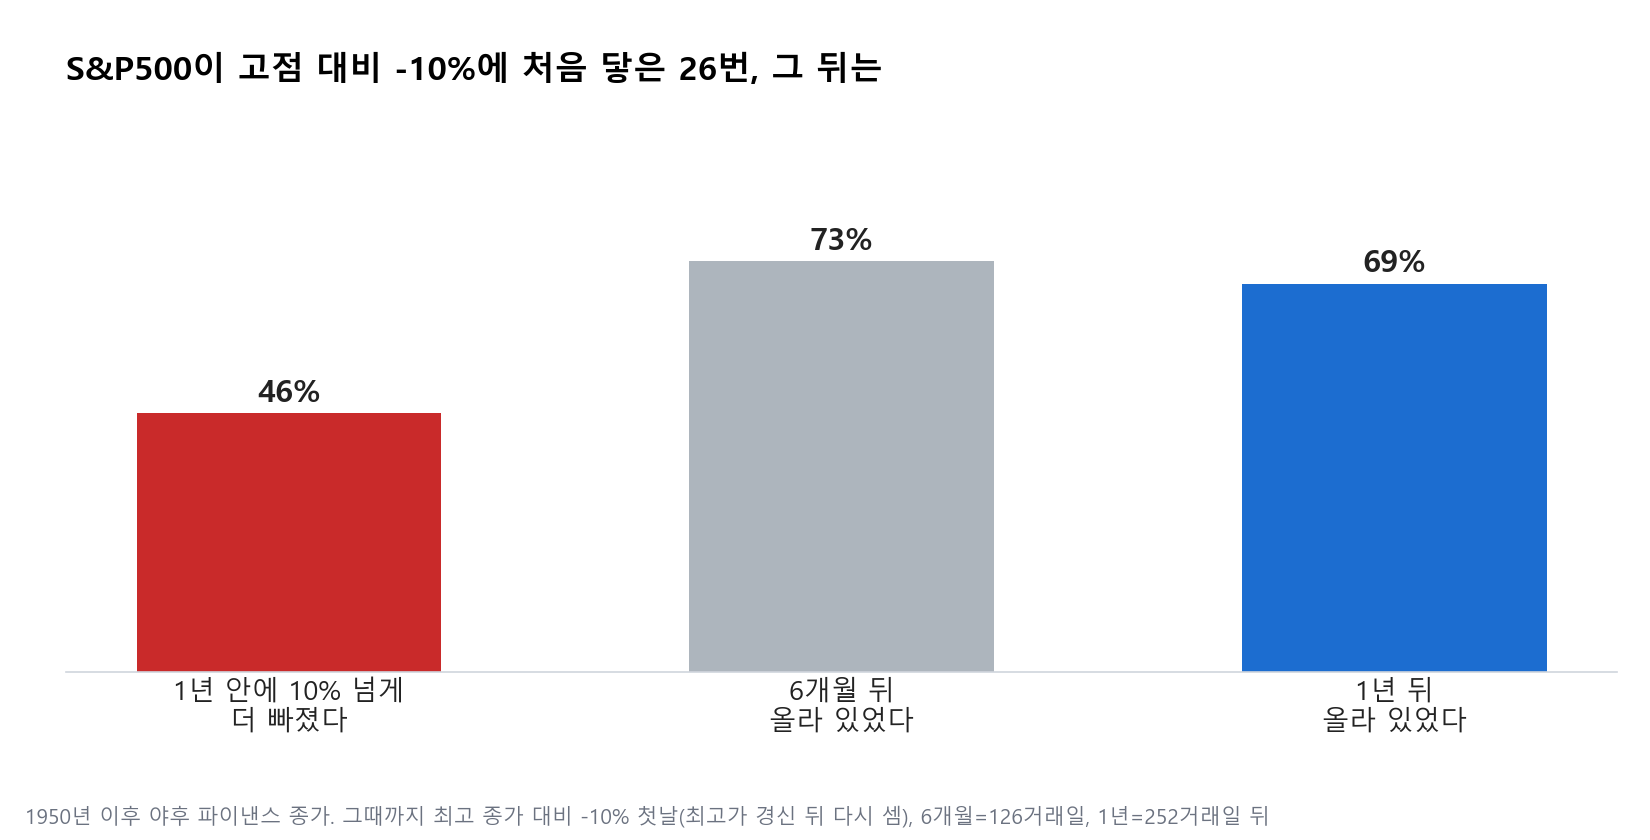 S&P500이 고점 대비 -10%에 처음 닿은 26번, 그 뒤는
46%
73%
69%
1년 안에 10% 넘게
더 빠졌다
6개월 뒤
올라 있었다
1년 뒤
올라 있었다
1950년 이후 야후 파이낸스 종가. 그때까지 최고 종가 대비 -10% 첫날(최고가 경신 뒤 다시 셈), 6개월=126거래일, 1년=252거래일 뒤